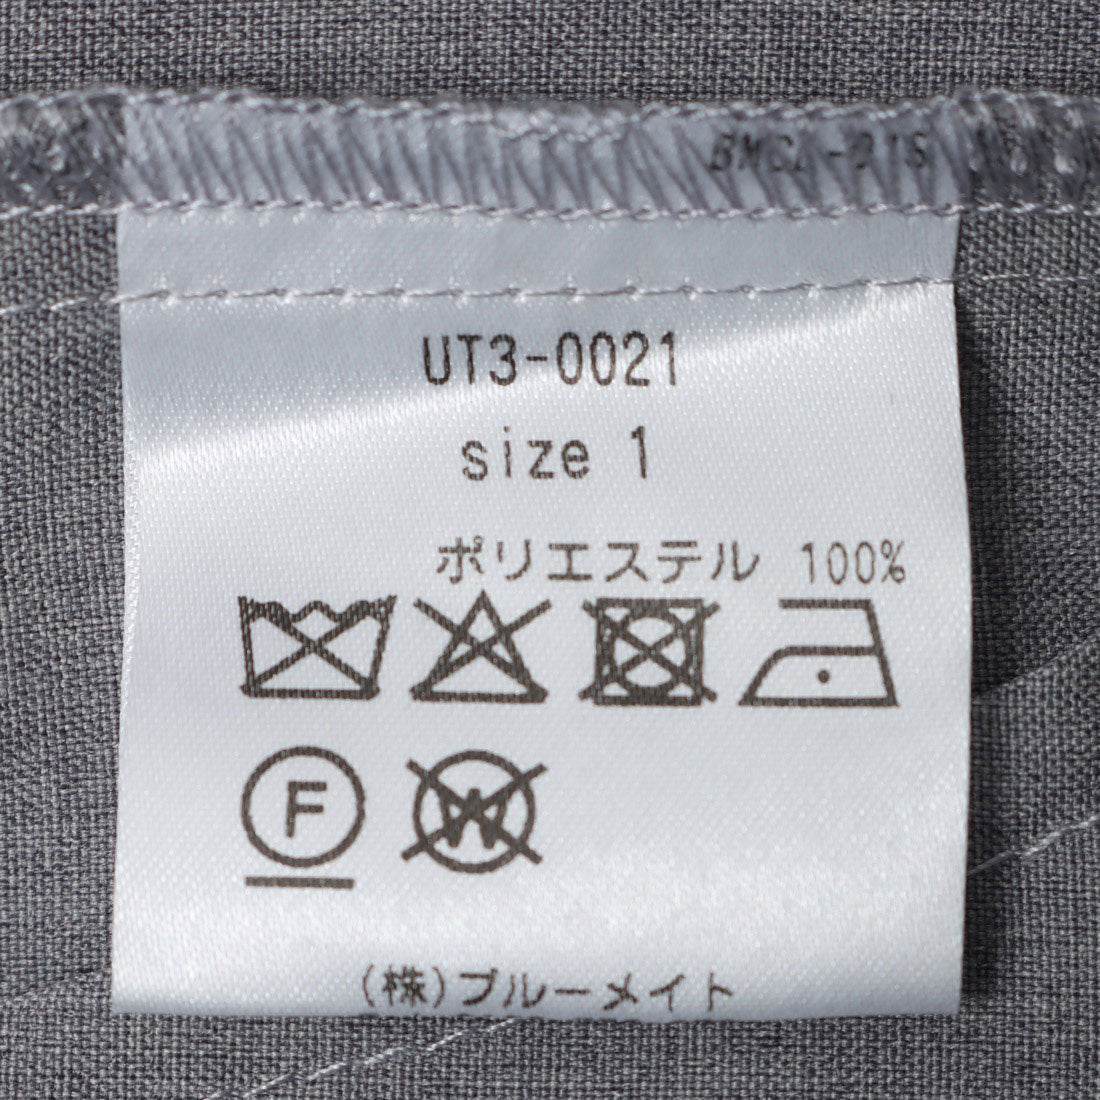 UT3-0021
size 1
ポリエステル 100%
F
W
(株)ブルーメイト